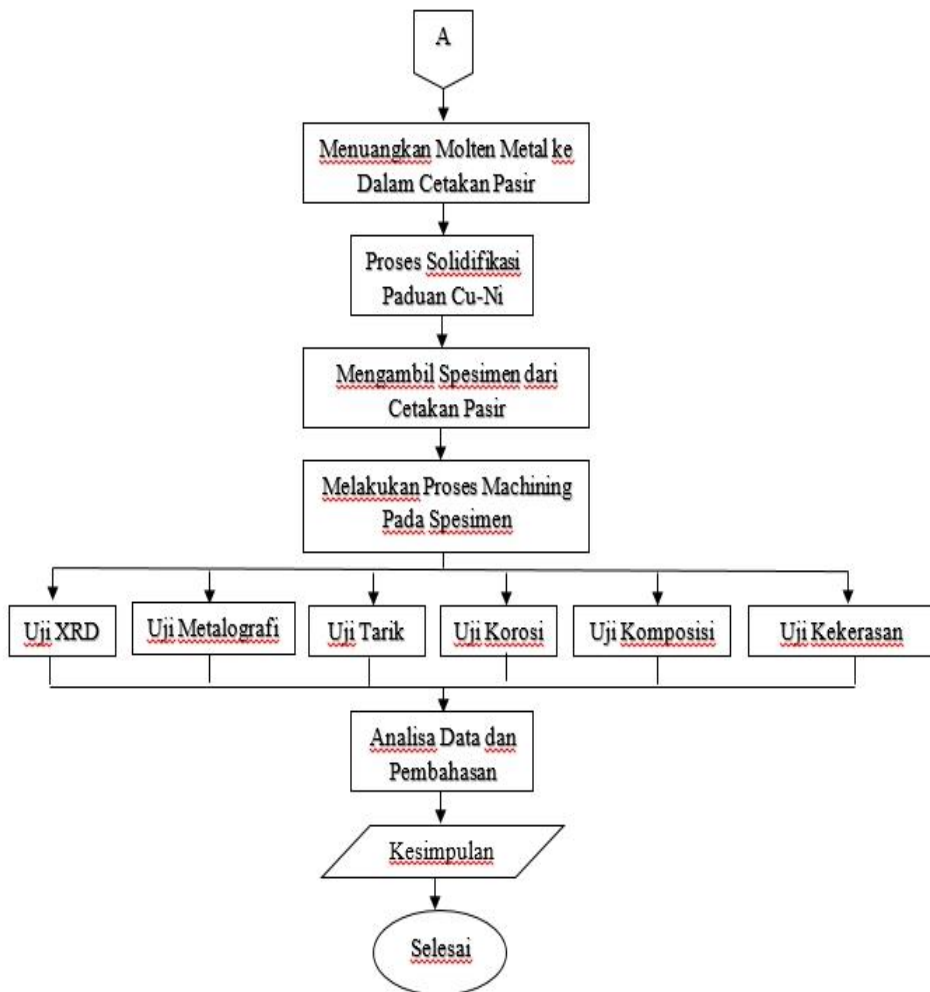 A
Menuangkan Molten Metal ke
Dalam Cetakan Pasir
Proses Solidifikasi
Paduan Cu-Ni
Mengambil Spesimen dari
Cetakan Pasir
Melakukan Proses Machining
Pada Spesimen
Uji XRD
Uji Metalografi
Uji Tarik
Uji Korosi
Uji Komposisi
Uji Kekerasan
Analisa Data dan
Pembahasan
Kesimpulan
Selesai